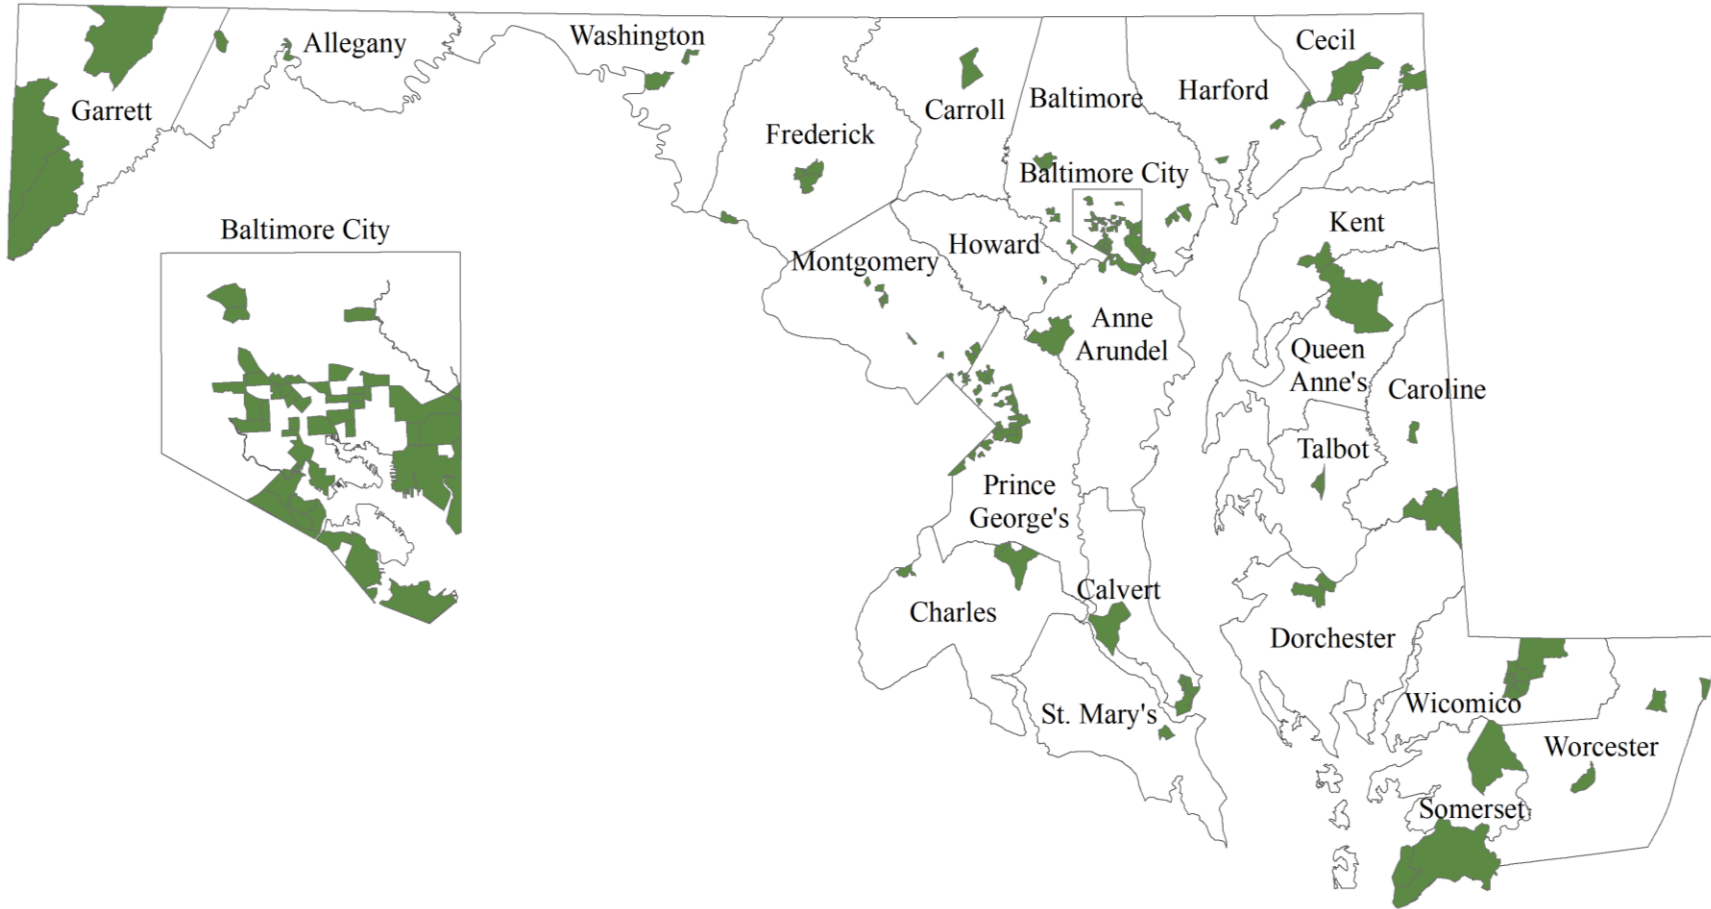 Washington
Cecil
Allegany
Harford
Baltimore
Garrett
Carroll
Frederick
Baltimore City
Kent
Baltimore City
Howard
Montgomery
Anne
Arundel
Queen
Anne's
Caroline
Talbot
Prince
George's
Calvert
Charles
Dorchester
Wicomico
St. Mary's
Worcester
Somerset